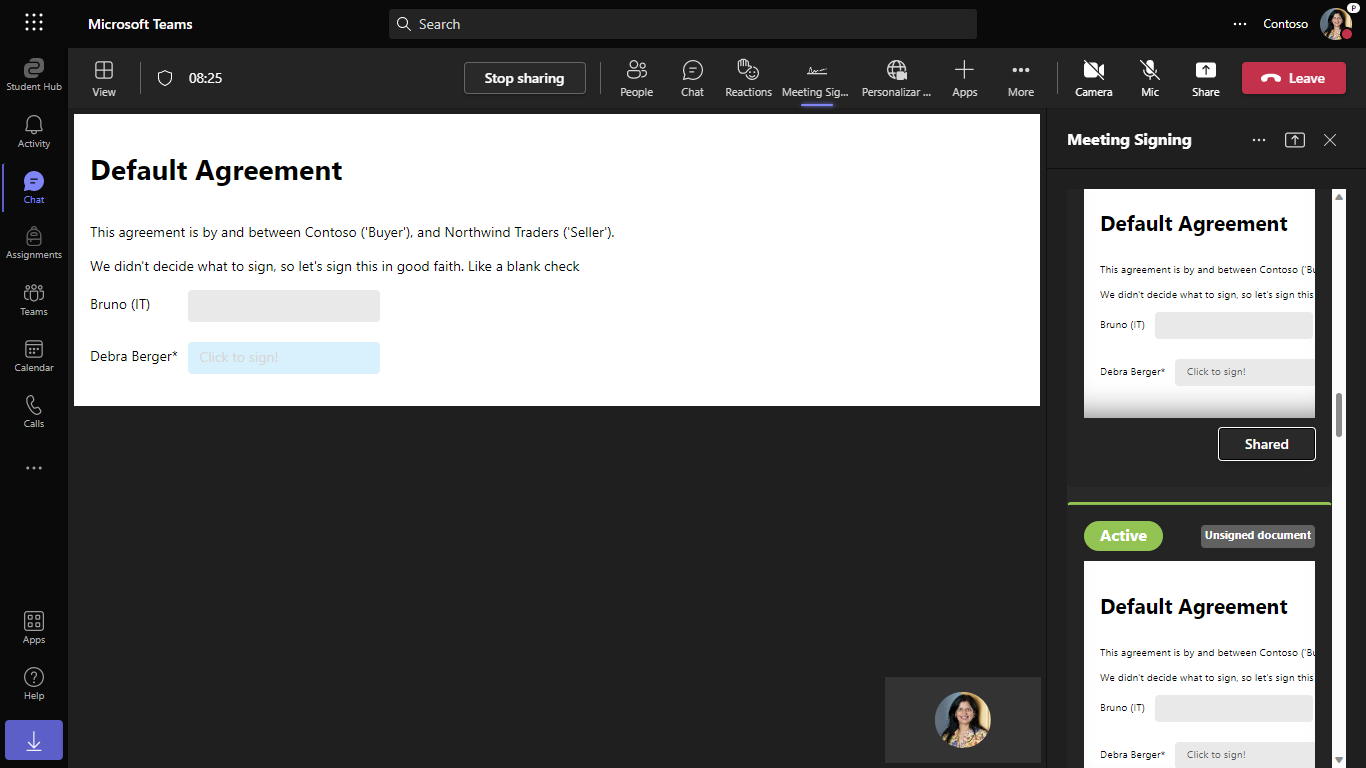 Microsoft Teams
Search
Contoso
P
Student Hub
Activity
Chat
Assignments
Teams
Calendar
Calls
Apps
Help
View
08:25
Stop sharing
People
Chat
Reactions
Meeting Sig...
Personalizar ...
Apps
More
Camera
Mic
Share
Leave
Default Agreement
This agreement is by and between Contoso ('Buyer'), and Northwind Traders ('Seller').
We didn't decide what to sign, so let's sign this in good faith. Like a blank check
Bruno (IT)
Debra Berger* Click to sign!
Meeting Signing
Default Agreement
This agreement is by and between Contoso ('Bu
We didn't decide what to sign, so let's sign this
Bruno (IT)
Debra Berger* Click to sign!
Shared
Active
Unsigned document
Default Agreement
This agreement is by and between Contoso ('Bu
We didn't decide what to sign, so let's sign this
Bruno (IT)
Debra Berger* Click to sign!